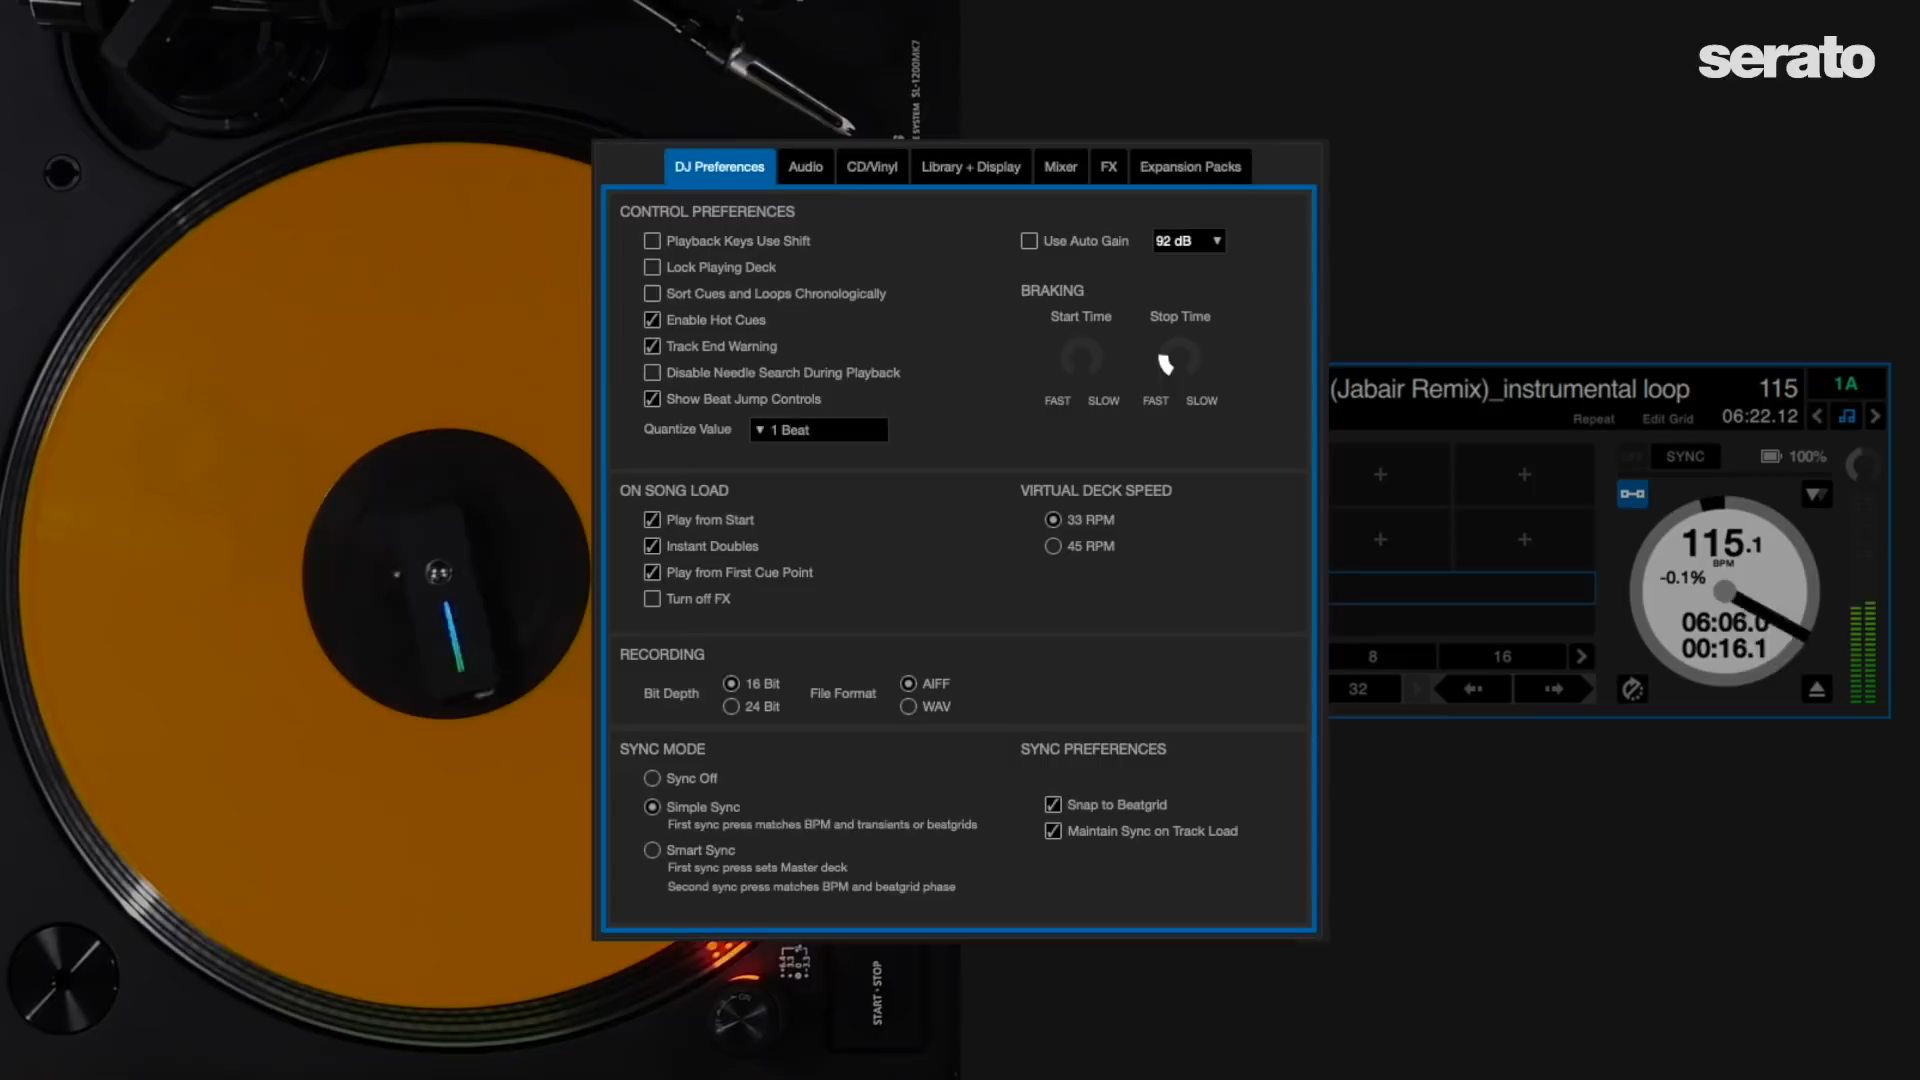 serato
SYSTEM SL-1200MK7
DJ Preferences
Audio
CD/Vinyl
Library + Display
Mixer
FX
Expansion Packs
CONTROL PREFERENCES
Playback Keys Use Shift
Lock Playing Deck
Sort Cues and Loops Chronologically
Enable Hot Cues
Track End Warning
Disable Needle Search During Playback
Show Beat Jump Controls
Quantize Value ▼ 1 Beat
Use Auto Gain 92 dB ▼
BRAKING
Start Time Stop Time
FAST SLOW FAST SLOW
ON SONG LOAD
Play from Start
Instant Doubles
Play from First Cue Point
Turn off FX
VIRTUAL DECK SPEED
33 RPM
45 RPM
RECORDING
Bit Depth
16 Bit
24 Bit
File Format
AIFF
WAV
SYNC MODE
Sync Off
Simple Sync
First sync press matches BPM and transients or beatgrids
Smart Sync
First sync press sets Master deck
Second sync press matches BPM and beatgrid phase
SYNC PREFERENCES
Snap to Beatgrid
Maintain Sync on Track Load
(Jabair Remix)_instrumental loop 115 1A
Repeat Edit Grid 06:22.12
SYNC 100%
115.1
BPM
-0.1%
06:06.0
00:16.1
8 16
32
START • STOP